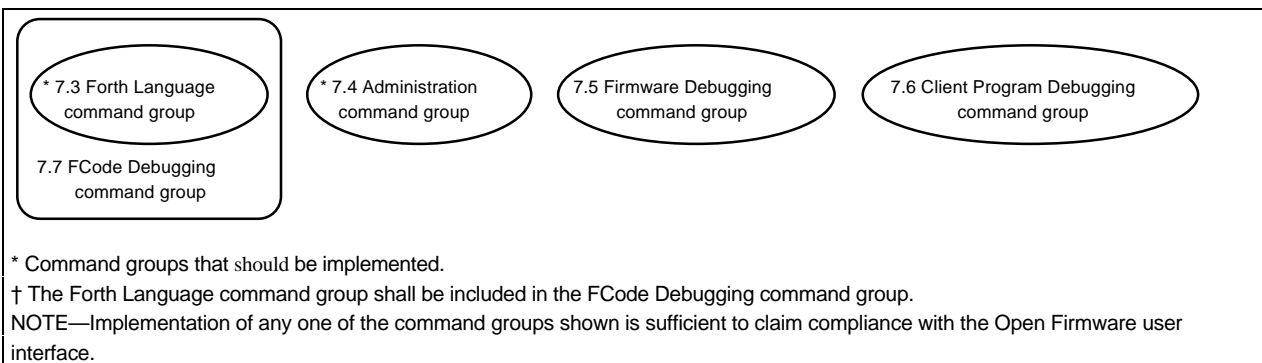 * 7.3 Forth Language
command group
* 7.4 Administration
command group
7.5 Firmware Debugging
command group
7.6 Client Program Debugging
command group
7.7 FCode Debugging
command group
* Command groups that should be implemented.
† The Forth Language command group shall be included in the FCode Debugging command group.
NOTE—Implementation of any one of the command groups shown is sufficient to claim compliance with the Open Firmware user
interface.